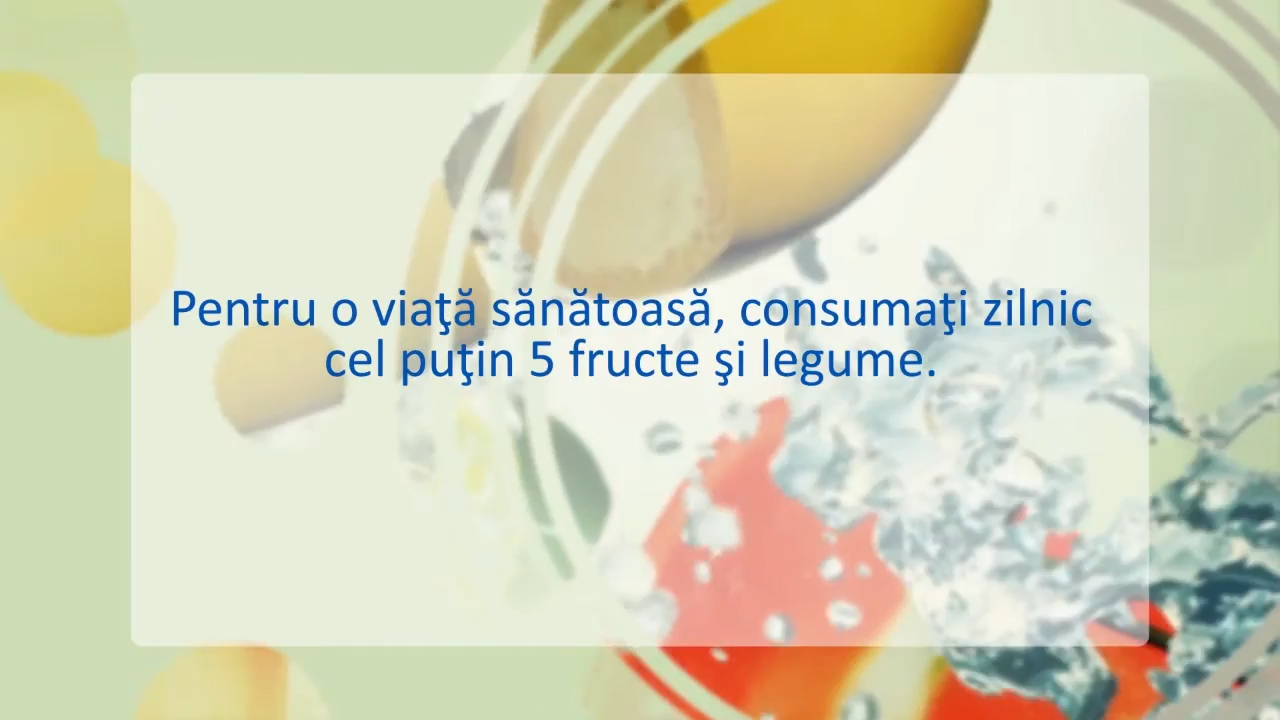 Pentru o viaţă sănătoasă, consumaţi zilnic
cel puţin 5 fructe şi legume.